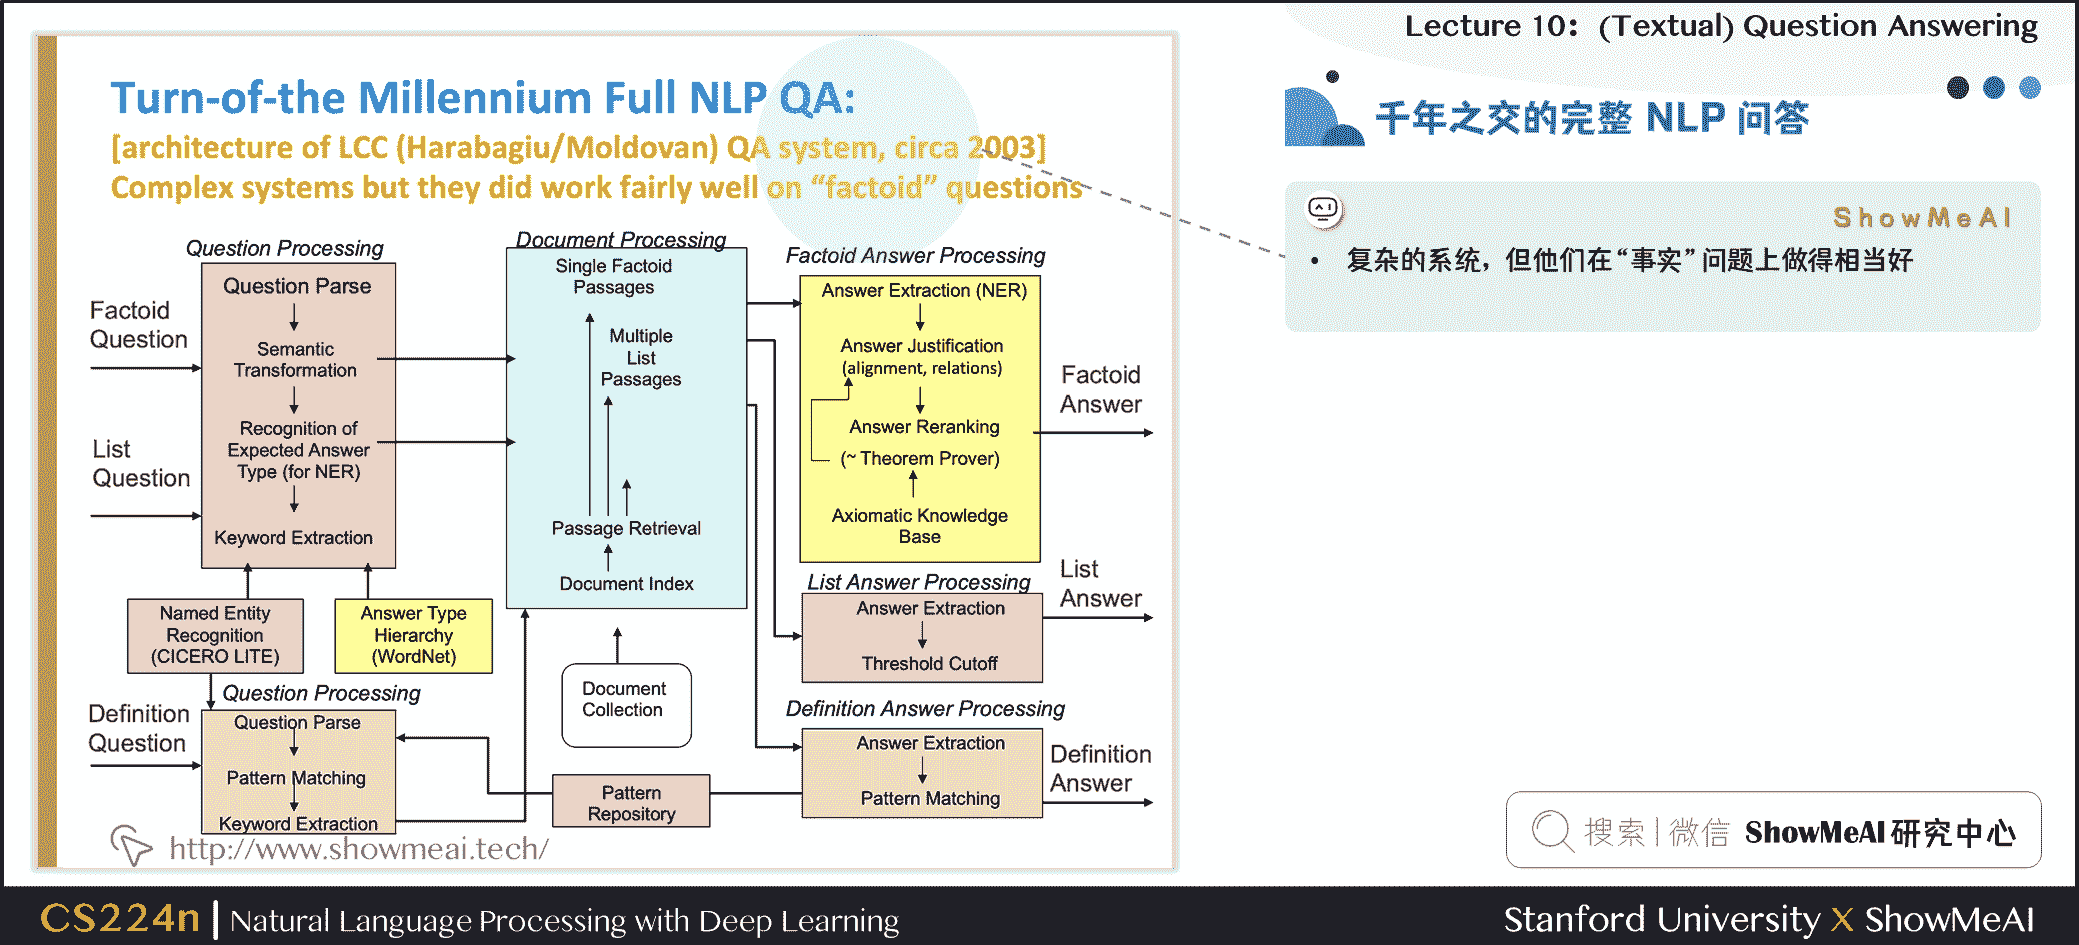 Lecture 10: (Textual) Question Answering
Turn-of-the Millennium Full NLP QA:
[architecture of LCC (Harabagiu/Moldovan) QA system, circa 2003]
Complex systems but they did work fairly well on “factoid” questions
千年之交的完整 NLP 问答
ShowMeAI
• 复杂的系统，但他们在“事实”问题上做得相当好
Question Processing
Question Parse
Semantic
Transformation
Recognition of
Expected Answer
Type (for NER)
Keyword Extraction
Factoid
Question
List
Question
Named Entity
Recognition
(CICERO LITE)
Answer Type
Hierarchy
(WordNet)
Question Processing
Question Parse
Pattern Matching
Keyword Extraction
Definition
Question
Document Processing
Single Factoid
Passages
Multiple
List
Passages
Passage Retrieval
Document Index
Document
Collection
Pattern
Repository
Factoid Answer Processing
Answer Extraction (NER)
Answer Justification
(alignment, relations)
Answer Reranking
(~ Theorem Prover)
Axiomatic Knowledge
Base
Factoid
Answer
List Answer Processing
Answer Extraction
Threshold Cutoff
List
Answer
Definition Answer Processing
Answer Extraction
Pattern Matching
Definition
Answer
http://www.showmeai.tech/
搜索|微信 ShowMeAI 研究中心
CS224n | Natural Language Processing with Deep Learning
Stanford University X ShowMeAI